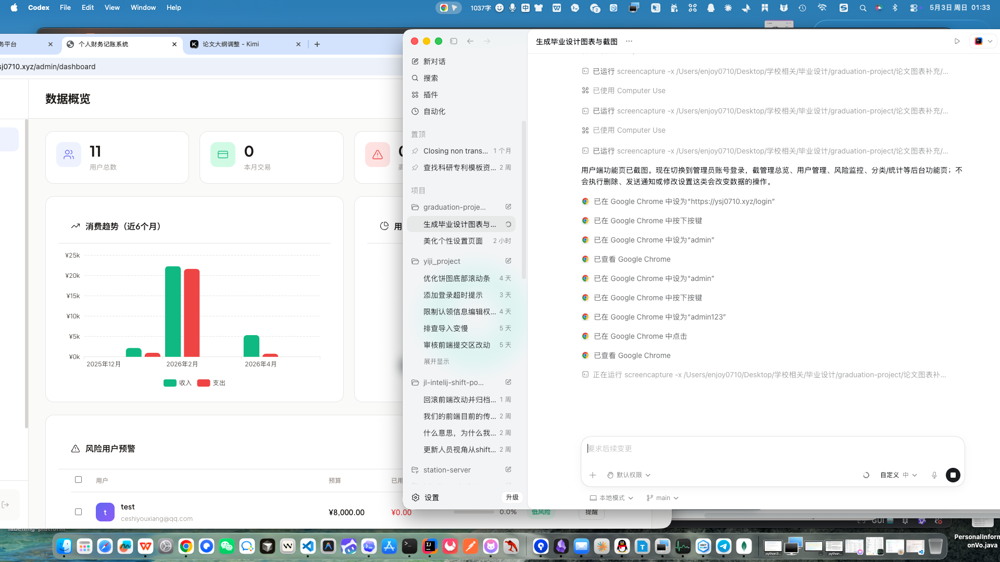 Codex File Edit View Window Help
1037字
5月3日 周日 01:33
务平台
个人财务记账系统
论文大纲调整 - Kimi
sj0710.xyz/admin/dashboard
数据概览
11
用户总数
0
本月交易
消费趋势（近6个月）
¥25k
¥20k
¥15k
¥10k
¥5k
¥0k
2025年12月
2026年2月
2026年4月
收入
支出
用
风险用户预警
用户
预算
已用
t
test
ceshiyouxiang@qq.com
¥8,000.00
¥0.00
0.0%
低风险
提醒
新对话
搜索
插件
自动化
置顶
Closing non trans... 1 个月
查找科研专利模板资... 2 周
项目
graduation-proje...
生成毕业设计图表与...
美化个性设置页面 2 小时
yiji_project
优化饼图底部滚动条 4 天
添加登录超时提示 3 天
限制认领信息编辑权... 4 天
排查导入变慢 5 天
审核前端提交区改动 5 天
展开显示
jl-intelij-shift-po...
回滚前端改动并归档... 1 周
我们的前端目前的传... 2 周
什么意思，为什么我... 2 周
更新人员视角从shift... 2 周
station-server
设置
升级
生成毕业设计图表与截图 ···
已运行 screencapture -x /Users/enjoy0710/Desktop/学校相关/毕业设计/graduation-project/论文图表补充/...
已使用 Computer Use
已运行 screencapture -x /Users/enjoy0710/Desktop/学校相关/毕业设计/graduation-project/论文图表补充/...
已使用 Computer Use
已运行 screencapture -x /Users/enjoy0710/Desktop/学校相关/毕业设计/graduation-project/论文图表补充/...
用户端功能页已截图。现在切换到管理员账号登录，截管理总览、用户管理、风险监控、分类/统计等后台功能页；不
会执行删除、发送通知或修改设置这类会改变数据的操作。
已在 Google Chrome 中设为“https://ysj0710.xyz/login”
已在 Google Chrome 中按下按键
已在 Google Chrome 中设为“admin”
已查看 Google Chrome
已在 Google Chrome 中设为“admin”
已在 Google Chrome 中按下按键
已在 Google Chrome 中设为“admin123”
已在 Google Chrome 中点击
已查看 Google Chrome
正在运行 screencapture -x /Users/enjoy0710/Desktop/学校相关/毕业设计/graduation-project/论文图表补...
要求后续变更
默认权限
自定义 中
本地模式
main
GUI
labeling-platform
PersonalInform
onVo.java